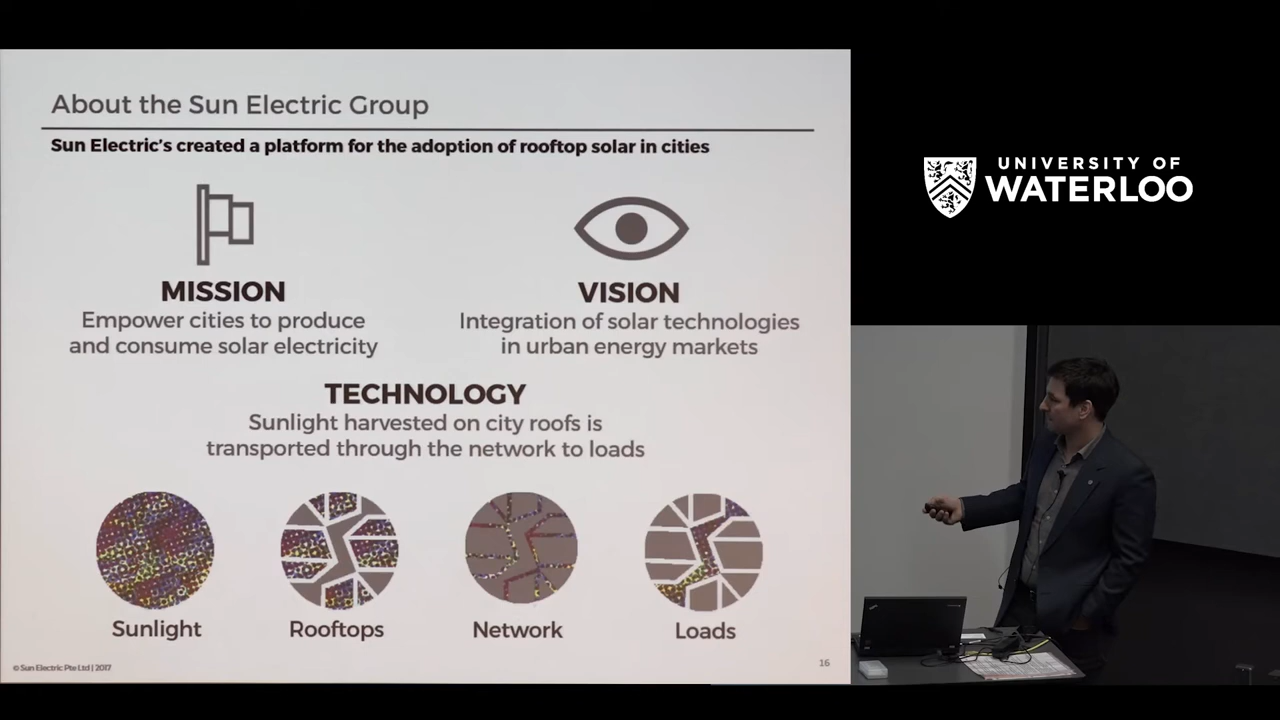 About the Sun Electric Group
Sun Electric's created a platform for the adoption of rooftop solar in cities
MISSION
Empower cities to produce
and consume solar electricity
VISION
Integration of solar technologies
in urban energy markets
TECHNOLOGY
Sunlight harvested on city roofs is
transported through the network to loads
Sunlight
Rooftops
Network
Loads
© Sun Electric Pte Ltd | 2017
16
UNIVERSITY OF
WATERLOO